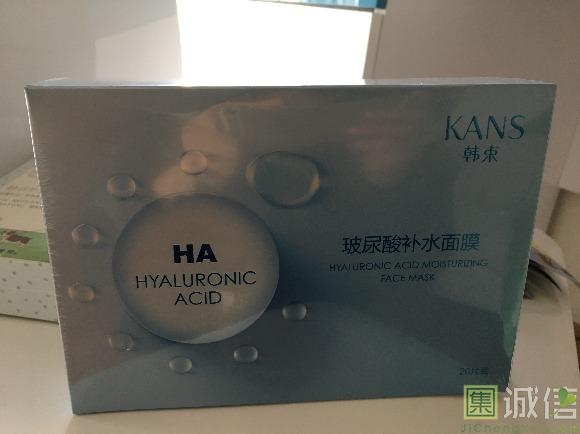 KANS
韩束
HA
HYALURONIC
ACID
玻尿酸补水面膜
HYALURONIC ACID MOISTURIZING
FACE MASK
集 诚信